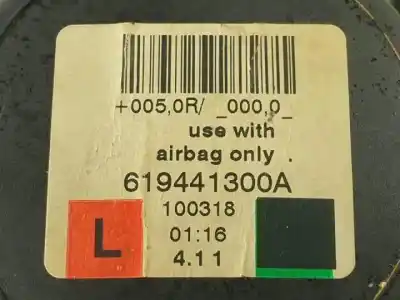 +005,0R/ _000,0_
use with
airbag only .
619441300A
100318
L
01:16
4.11